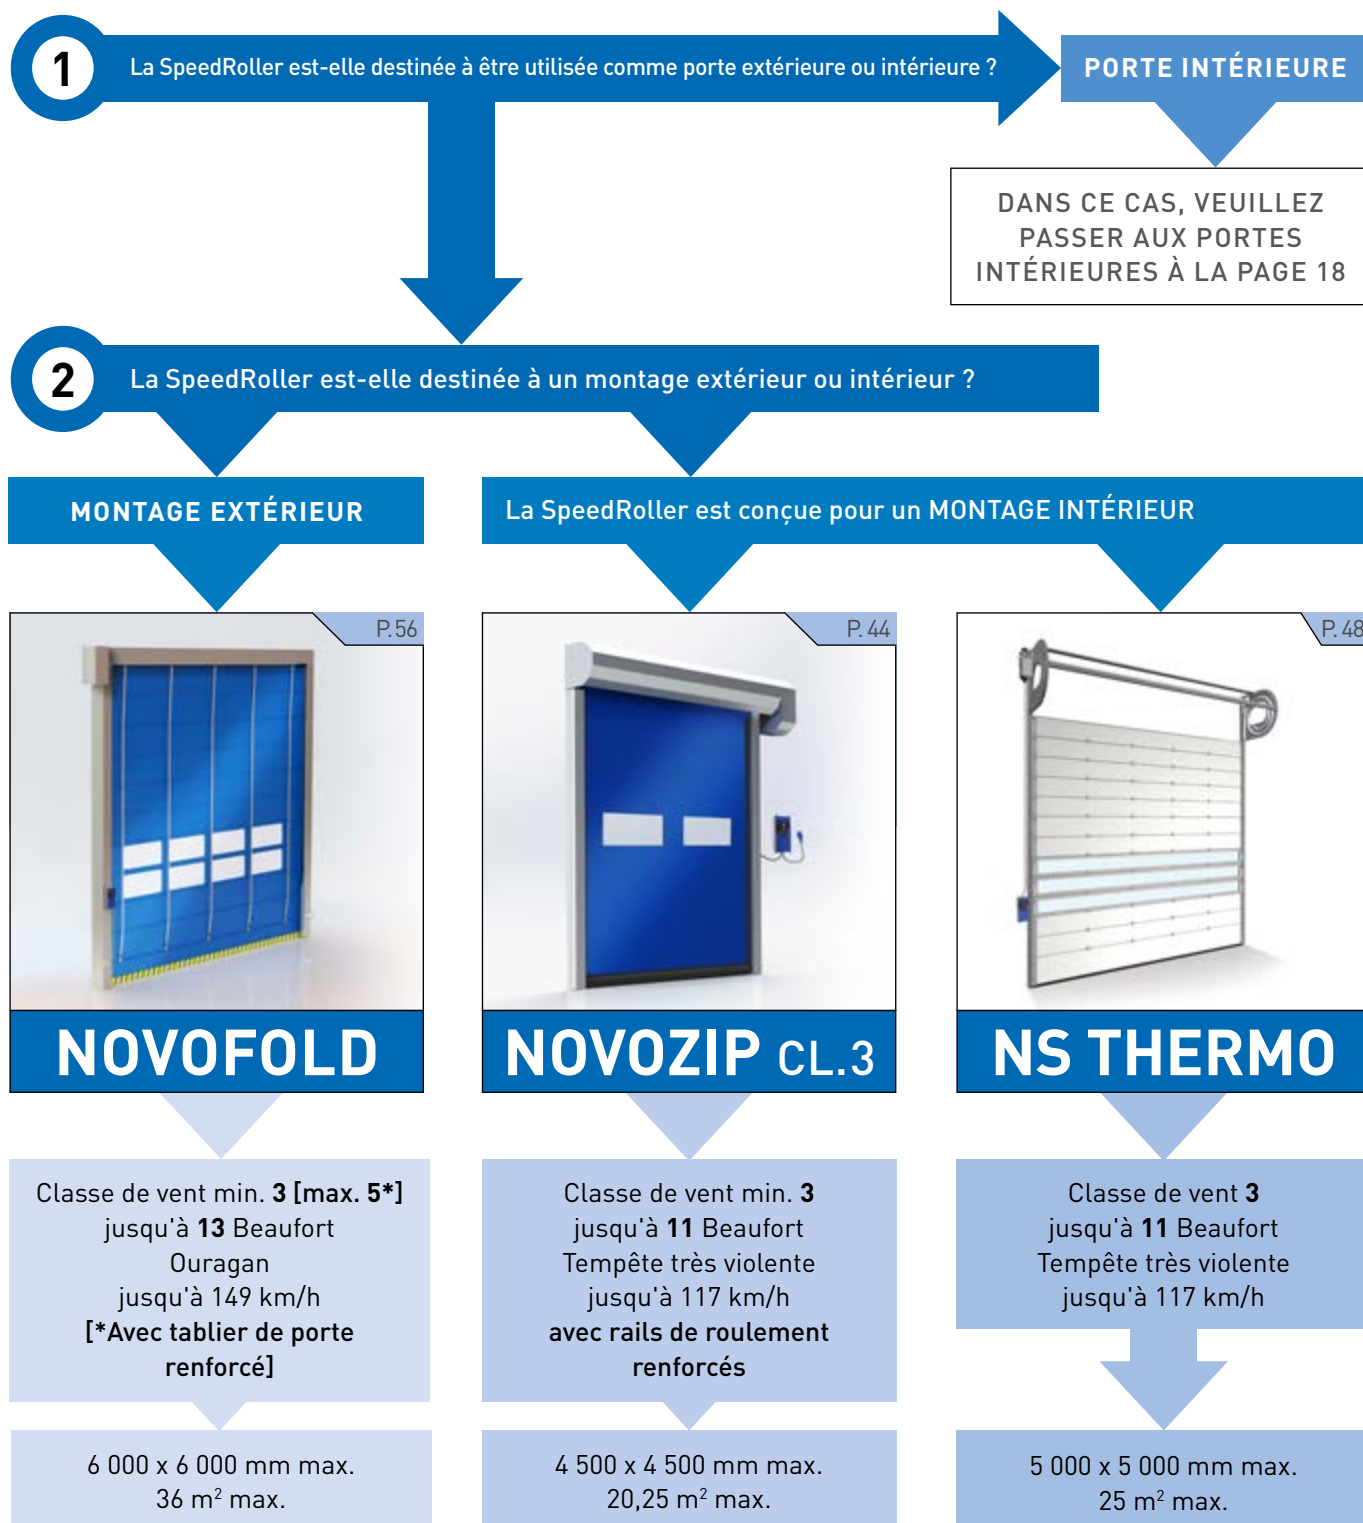 1
La SpeedRoller est-elle destinée à être utilisée comme porte extérieure ou intérieure ?
PORTE INTÉRIEURE
DANS CE CAS, VEUILLEZ
PASSER AUX PORTES
INTÉRIEURES À LA PAGE 18
2
La SpeedRoller est-elle destinée à un montage extérieur ou intérieur ?
MONTAGE EXTÉRIEUR
La SpeedRoller est conçue pour un MONTAGE INTÉRIEUR
P. 56
NOVOFOLD
Classe de vent min. 3 [max. 5*]
jusqu'à 13 Beaufort
Ouragan
jusqu'à 149 km/h
[*Avec tablier de porte
renforcé]
6 000 x 6 000 mm max.
36 m² max.
P. 44
NOVOZIP CL.3
Classe de vent min. 3
jusqu'à 11 Beaufort
Tempête très violente
jusqu'à 117 km/h
avec rails de roulement
renforcés
4 500 x 4 500 mm max.
20,25 m² max.
P. 48
NS THERMO
Classe de vent 3
jusqu'à 11 Beaufort
Tempête très violente
jusqu'à 117 km/h
5 000 x 5 000 mm max.
25 m² max.